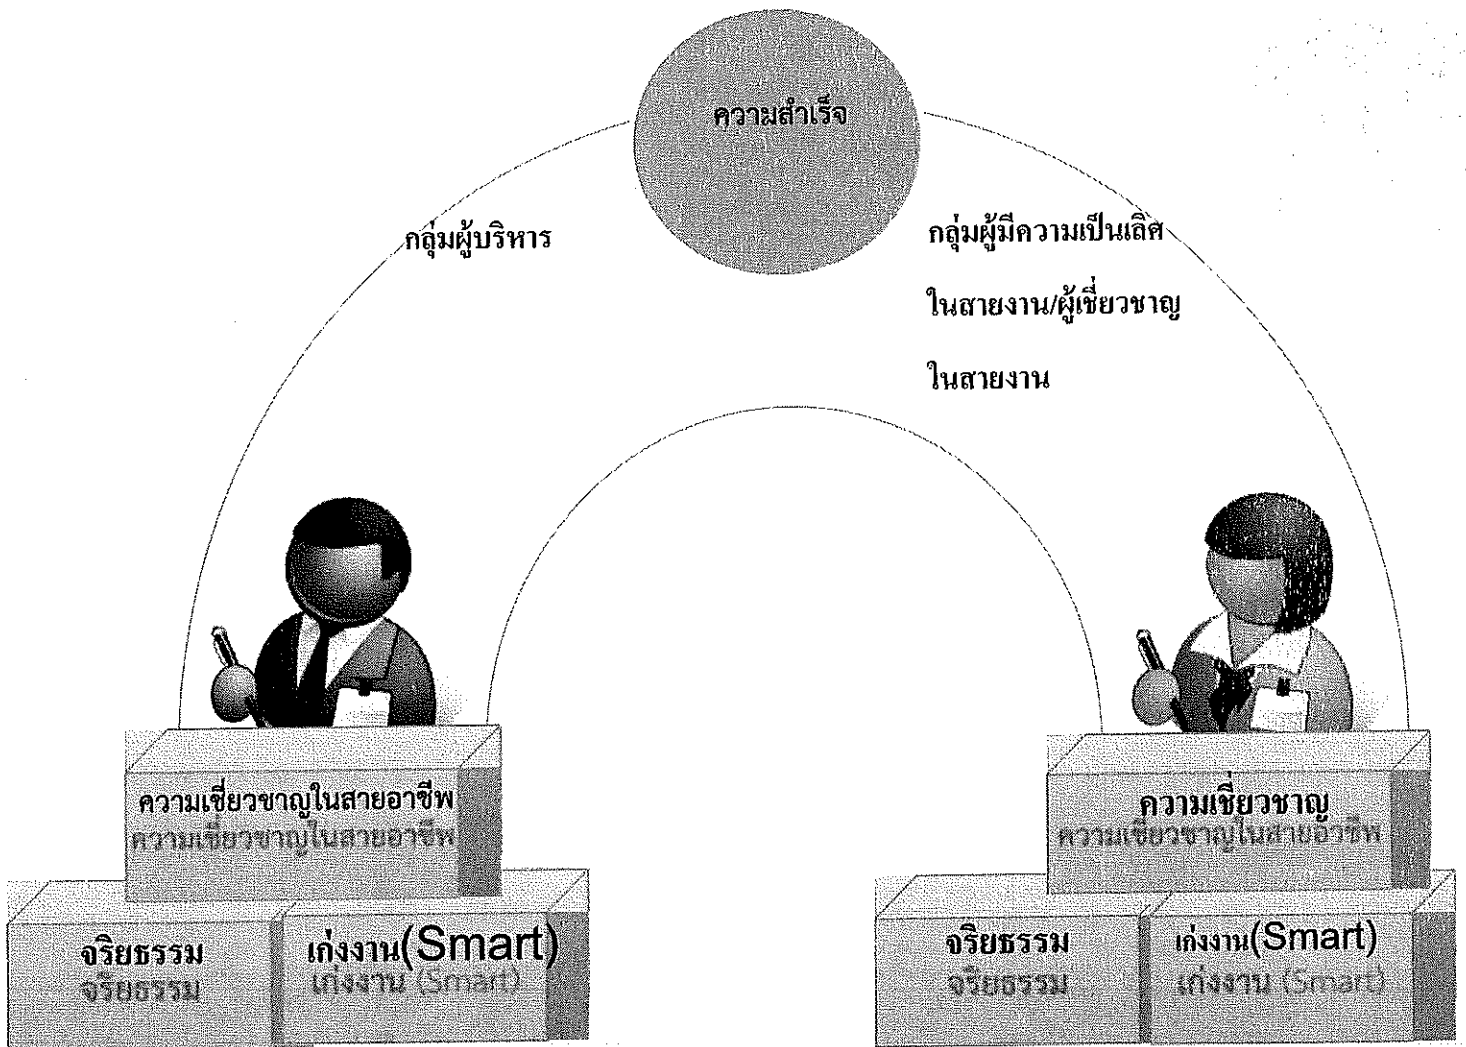 ความสำเร็จ
กลุ่มผู้บริหาร
กลุ่มผู้มีความเป็นเลิศ
ในสายงาน/ผู้เชี่ยวชาญ
ในสายงาน
ความเชี่ยวชาญในสายอาชีพ
ความเชี่ยวชาญในสายอาชีพ
จริยธรรม
จริยธรรม
เก่งงาน(Smart)
เก่งงาน (Smart)
ความเชี่ยวชาญ
ความเชี่ยวชาญในสายอาชีพ
จริยธรรม
จริยธรรม
เก่งงาน(Smart)
เก่งงาน (Smart)